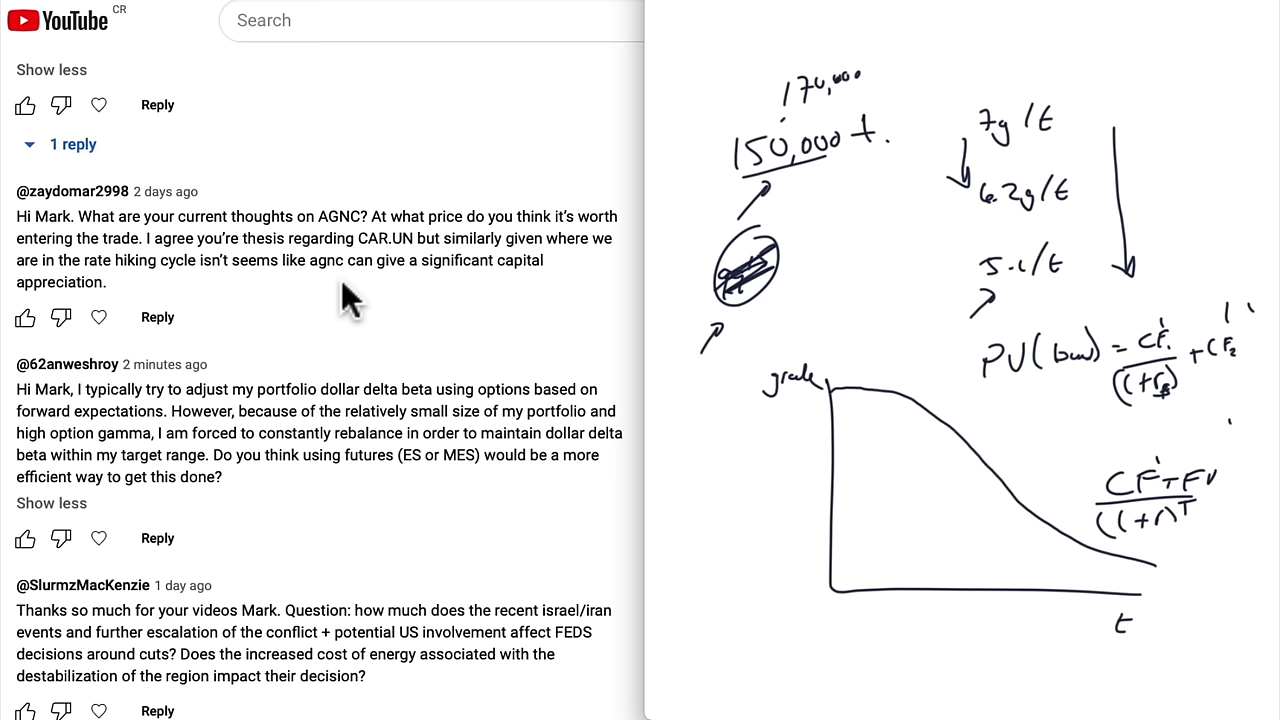 YouTube CR
Search
Show less
Reply
1 reply
@zaydomar2998 2 days ago
Hi Mark. What are your current thoughts on AGNC? At what price do you think it's worth
entering the trade. I agree you're thesis regarding CAR.UN but similarly given where we
are in the rate hiking cycle isn't seems like agnc can give a significant capital
appreciation.
Reply
@62anweshroy 2 minutes ago
Hi Mark, I typically try to adjust my portfolio dollar delta beta using options based on
forward expectations. However, because of the relatively small size of my portfolio and
high option gamma, I am forced to constantly rebalance in order to maintain dollar delta
beta within my target range. Do you think using futures (ES or MES) would be a more
efficient way to get this done?
Show less
Reply
@SlurmzMacKenzie 1 day ago
Thanks so much for your videos Mark. Question: how much does the recent israel/iran
events and further escalation of the conflict + potential US involvement affect FEDS
decisions around cuts? Does the increased cost of energy associated with the
destabilization of the region impact their decision?
Reply
170,000
150,000 t.
7g/t
6.2g/t
/t
PV( ) = CF1 + CF2
(1+r)
grade
CFT FV
(1+r)T
t